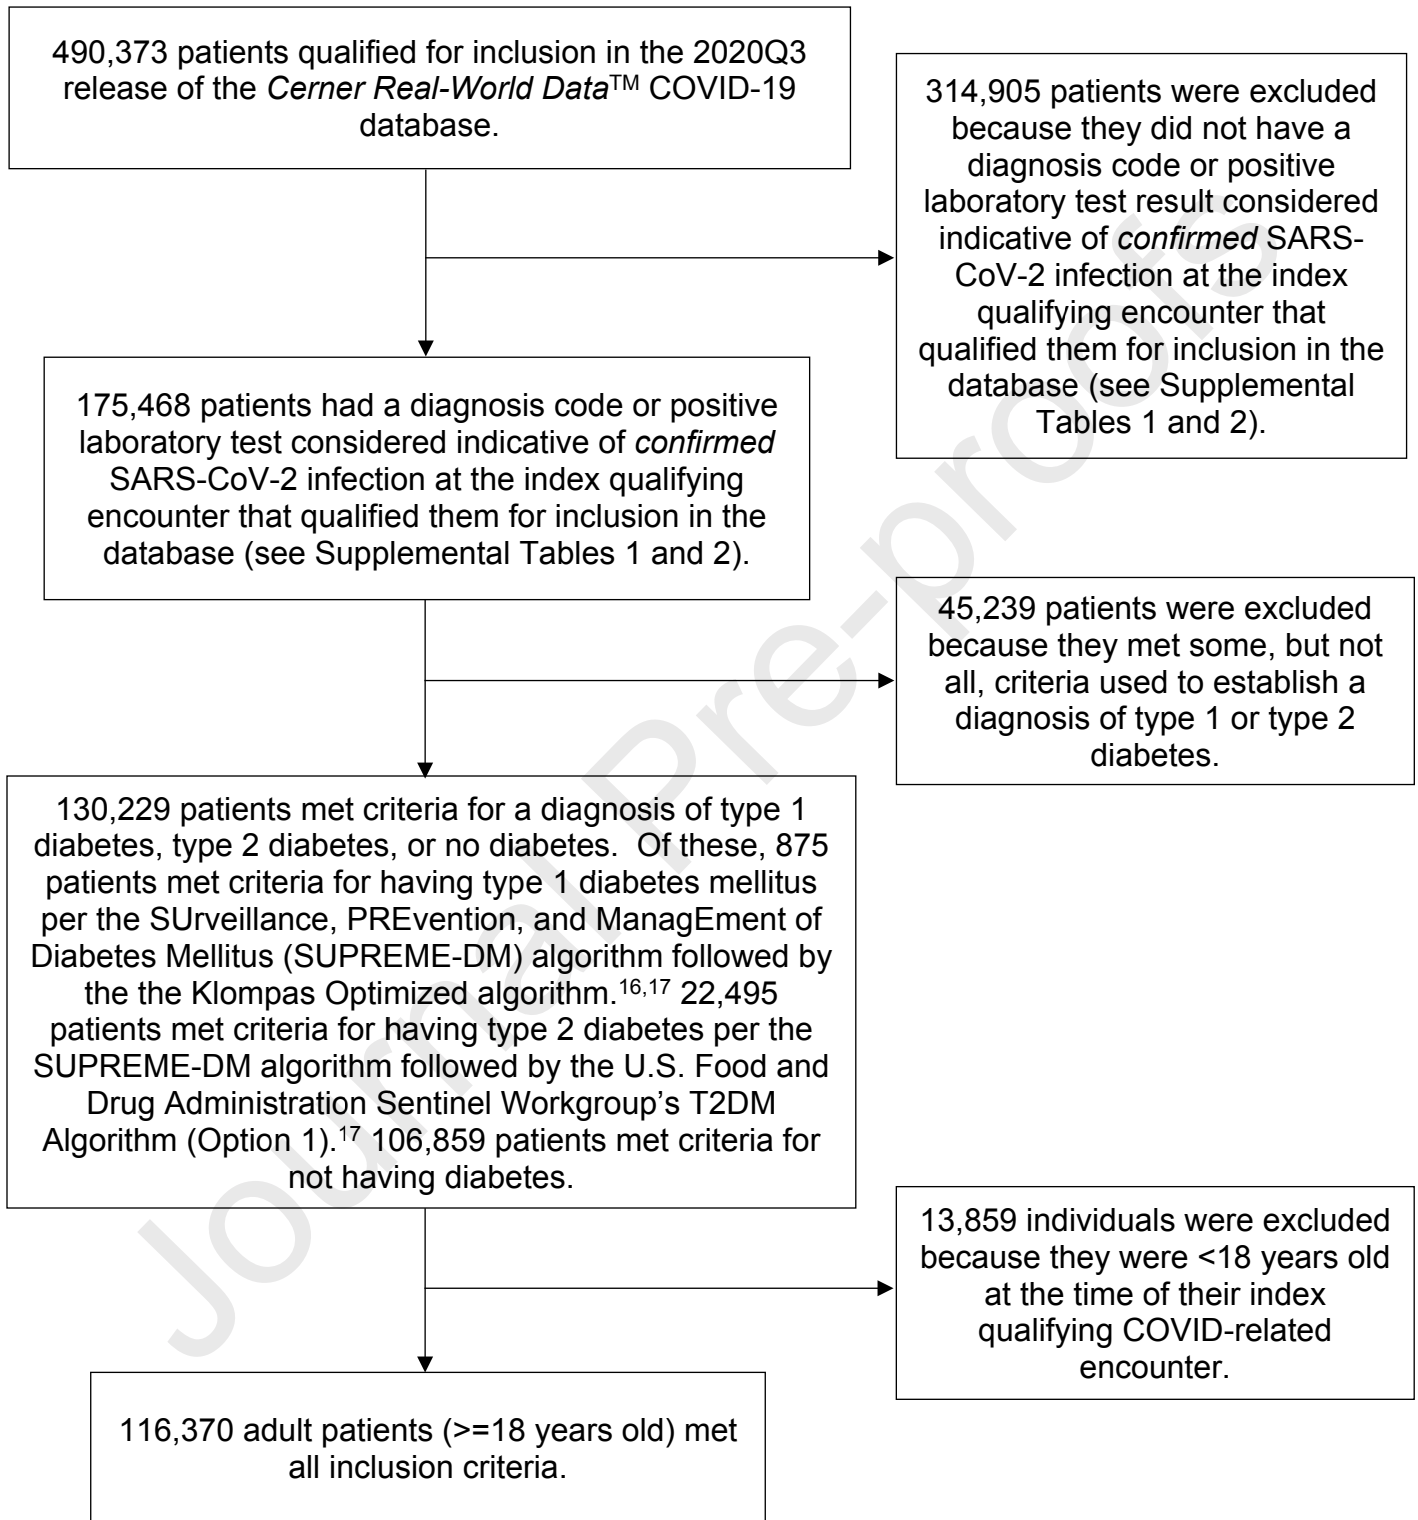 490,373 patients qualified for inclusion in the 2020Q3
release of the Cerner Real-World Data™ COVID-19
database.
314,905 patients were excluded
because they did not have a
diagnosis code or positive
laboratory test result considered
indicative of confirmed SARS-
CoV-2 infection at the index
qualifying encounter that
qualified them for inclusion in the
database (see Supplemental
Tables 1 and 2).
175,468 patients had a diagnosis code or positive
laboratory test considered indicative of confirmed
SARS-CoV-2 infection at the index qualifying
encounter that qualified them for inclusion in the
database (see Supplemental Tables 1 and 2).
45,239 patients were excluded
because they met some, but not
all, criteria used to establish a
diagnosis of type 1 or type 2
diabetes.
130,229 patients met criteria for a diagnosis of type 1
diabetes, type 2 diabetes, or no diabetes.  Of these, 875
patients met criteria for having type 1 diabetes mellitus
per the SUrveillance, PREvention, and ManagEment of
Diabetes Mellitus (SUPREME-DM) algorithm followed by
the the Klompas Optimized algorithm.16,17 22,495
patients met criteria for having type 2 diabetes per the
SUPREME-DM algorithm followed by the U.S. Food and
Drug Administration Sentinel Workgroup’s T2DM
Algorithm (Option 1).17 106,859 patients met criteria for
not having diabetes.
13,859 individuals were excluded
because they were <18 years old
at the time of their index
qualifying COVID-related
encounter.
116,370 adult patients (>=18 years old) met
all inclusion criteria.
Journal Pre-proofs